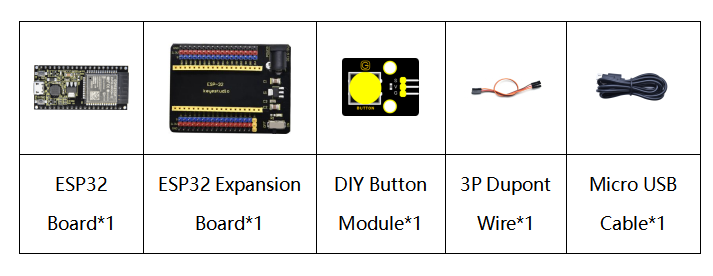 ESP-32
keyestudio
G
V
S
BUTTON
ESP32
Board*1
ESP32 Expansion
Board*1
DIY Button
Module*1
3P Dupont
Wire*1
Micro USB
Cable*1